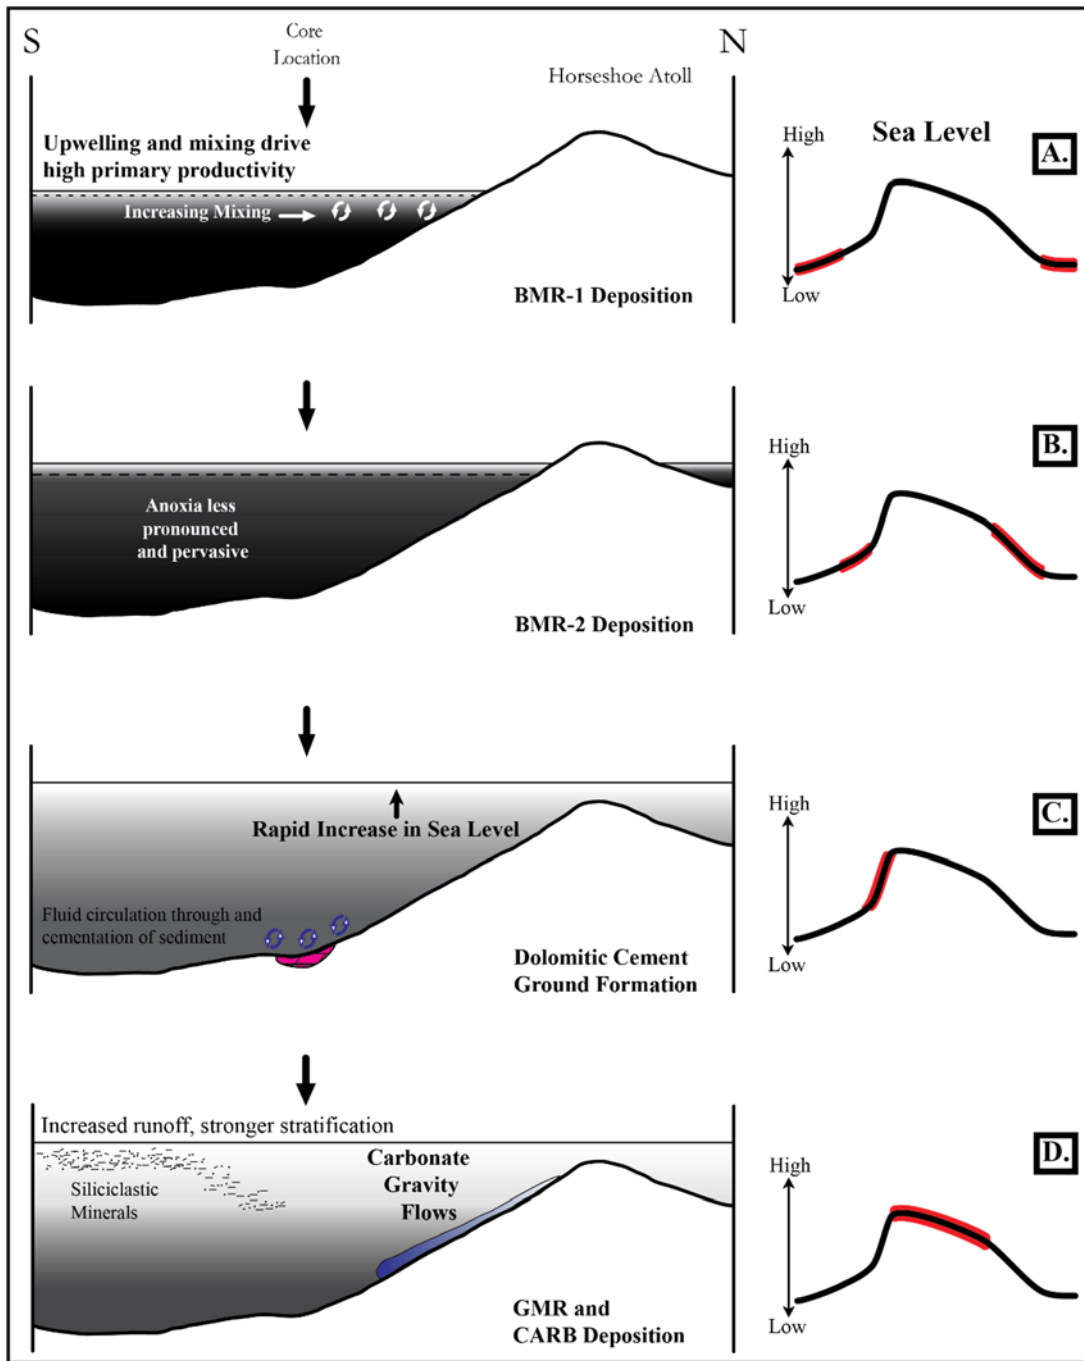 S
Core
Location
N
Horseshoe Atoll
Upwelling and mixing drive
high primary productivity
Increasing Mixing
BMR-1 Deposition
High
Sea Level
A.
Low
Anoxia less
pronounced
and pervasive
BMR-2 Deposition
B.
High
Low
Rapid Increase in Sea Level
Fluid circulation through and
cementation of sediment
Dolomitic Cement
Ground Formation
High
C.
Low
Increased runoff, stronger stratification
Siliciclastic
Minerals
Carbonate
Gravity
Flows
GMR and
CARB Deposition
D.
High
Low